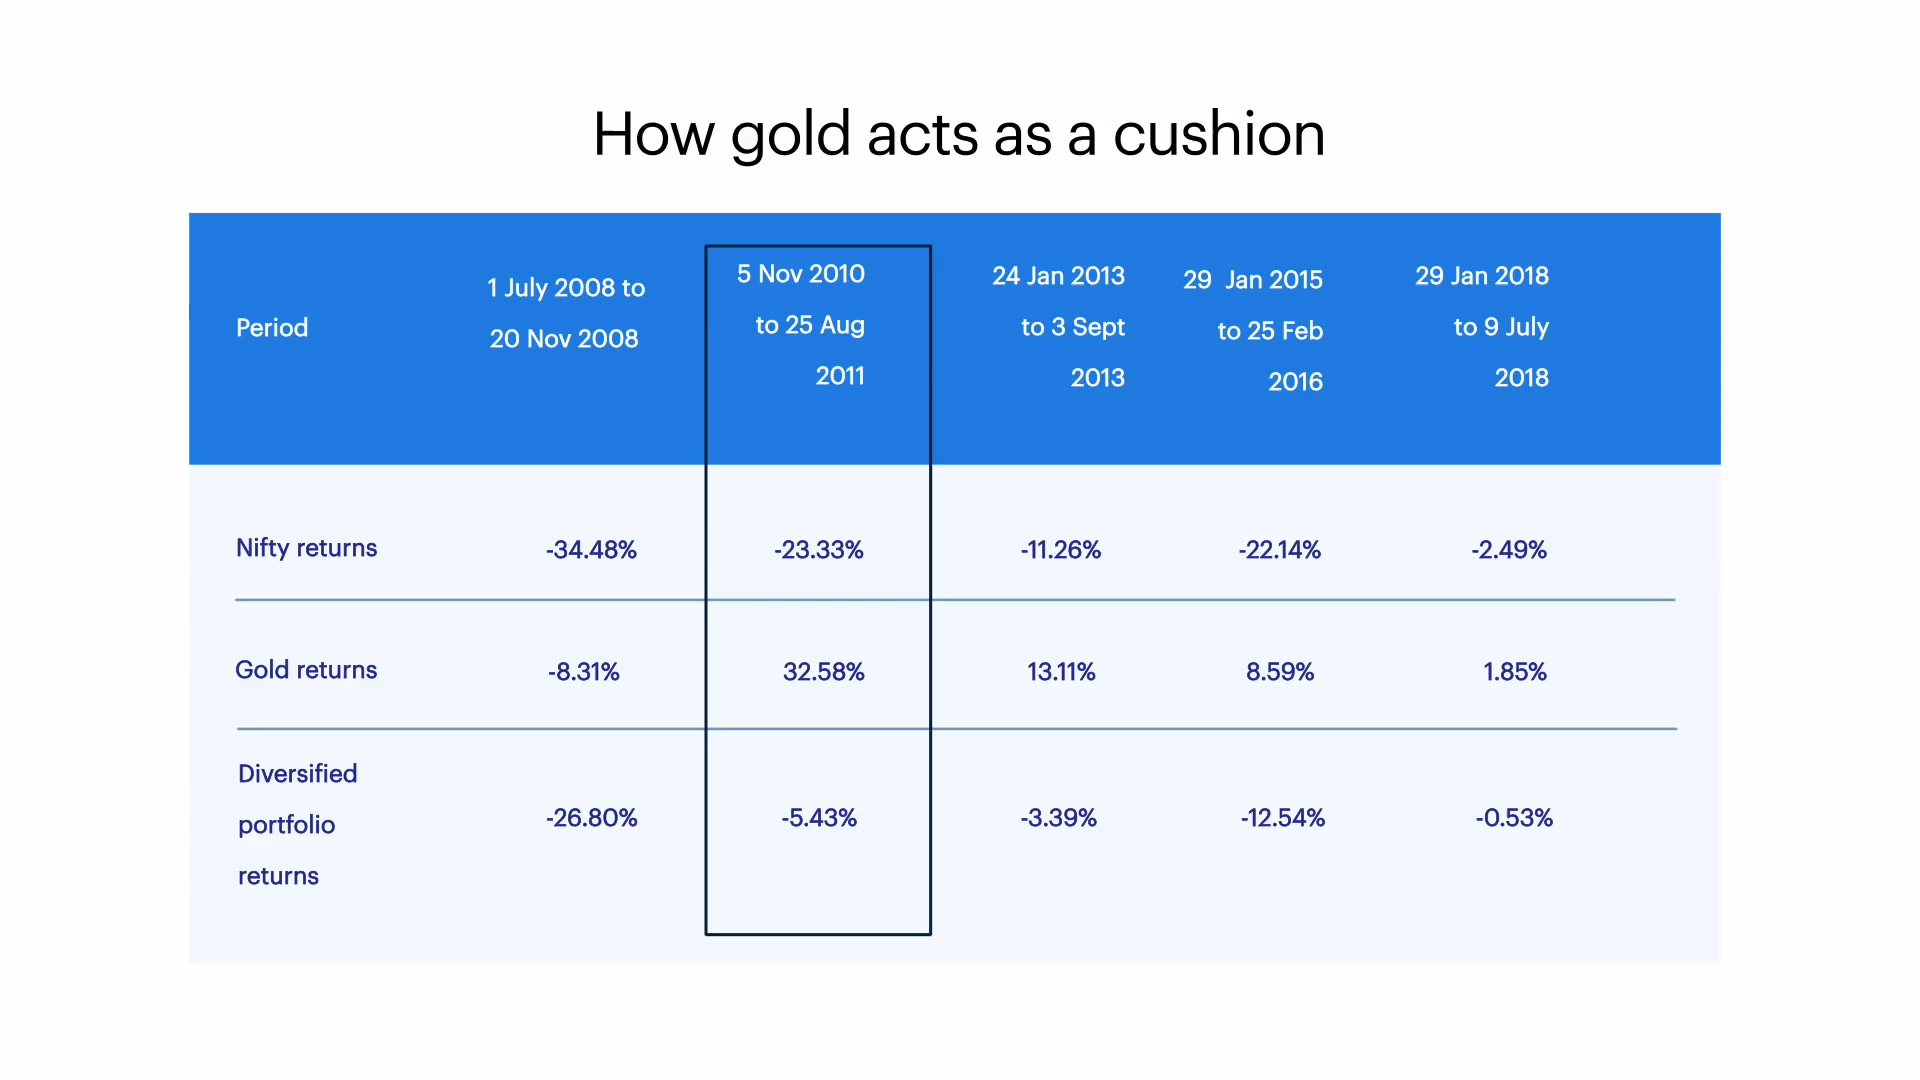 How gold acts as a cushion
Period
1 July 2008 to
20 Nov 2008
5 Nov 2010
to 25 Aug
2011
24 Jan 2013
to 3 Sept
2013
29 Jan 2015
to 25 Feb
2016
29 Jan 2018
to 9 July
2018
Nifty returns -34.48% -23.33% -11.26% -22.14% -2.49%
Gold returns -8.31% 32.58% 13.11% 8.59% 1.85%
Diversified
portfolio
returns
-26.80% -5.43% -3.39% -12.54% -0.53%